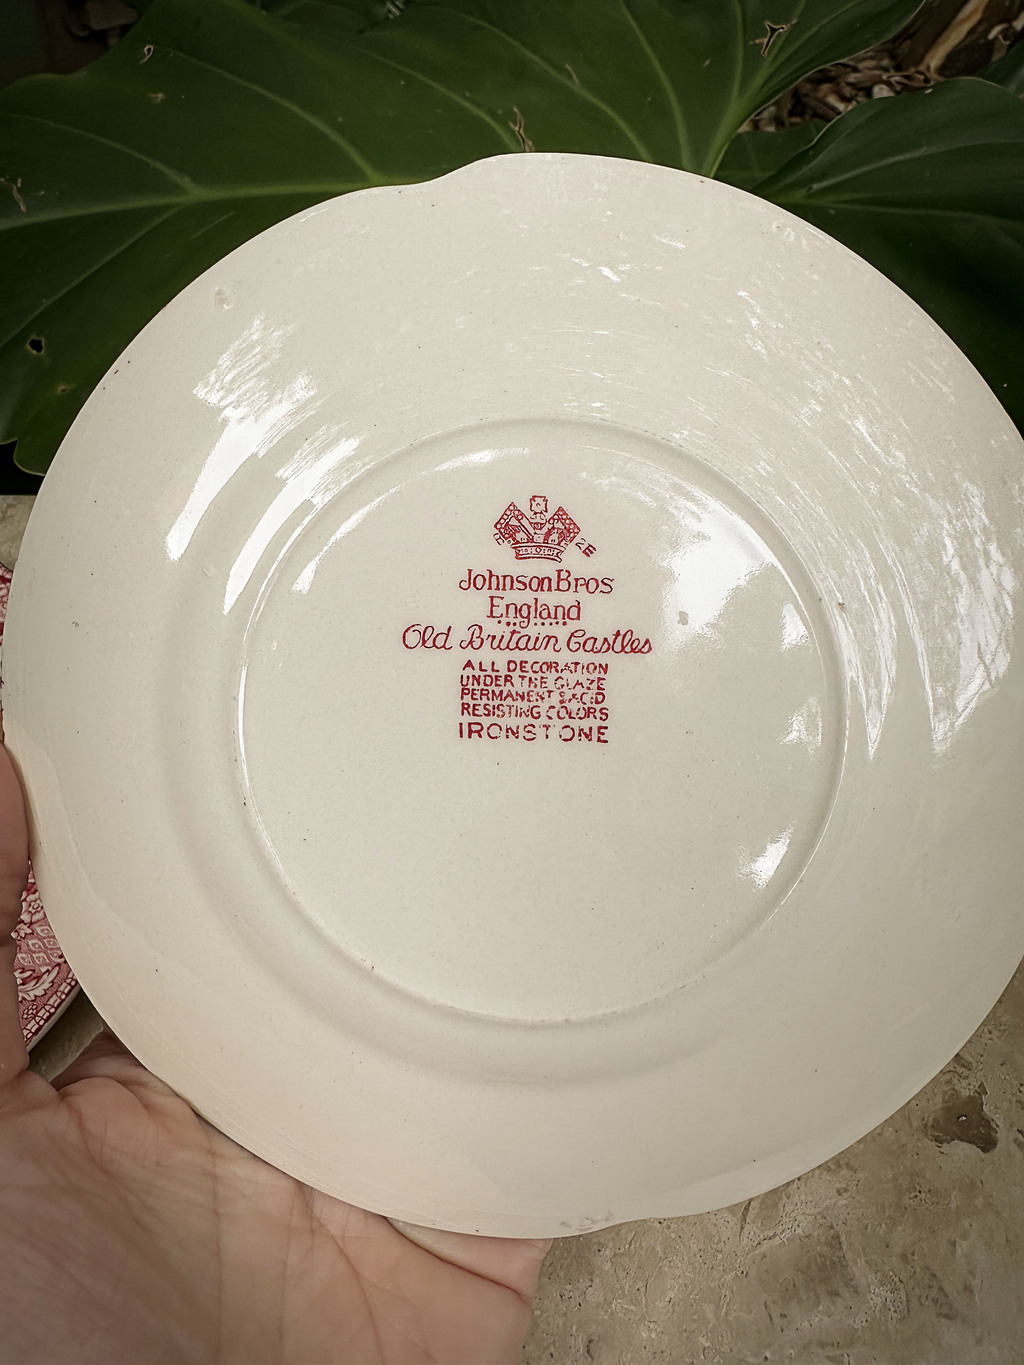 Johnson Bros
England
Old Britain Castles
ALL DECORATION
UNDER THE GLAZE
PERMANENT & ACID
RESISTING COLORS
IRONSTONE